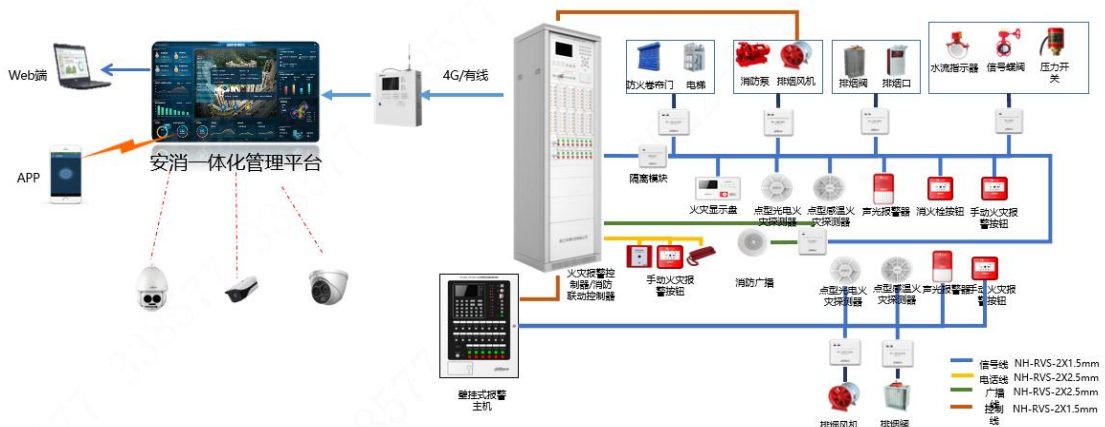 Web端
APP
安消一体化管理平台
4G/有线
火灾报警控
制器/消防
联动控制器
壁挂式报警
主机
防火卷帘门
电梯
消防泵
排烟风机
排烟阀
排烟口
水流指示器
信号蝶阀
压力开
关
隔离模块
火灾显示盘
点型光电火
灾探测器
点型感温火
灾探测器
声光报警器
消火栓按钮
手动火灾报
警按钮
手动火灾报
警按钮
消防广播
点型光电火
灾探测器
点型感温火
灾探测器
声光报警器
手动火灾报
警按钮
排烟风机
排烟阀
信号线 NH-RVS-2X1.5mm
电话线 NH-RVS-2X2.5mm
广播
线
NH-RVS-2X2.5mm
控制
线
NH-RVS-2X1.5mm